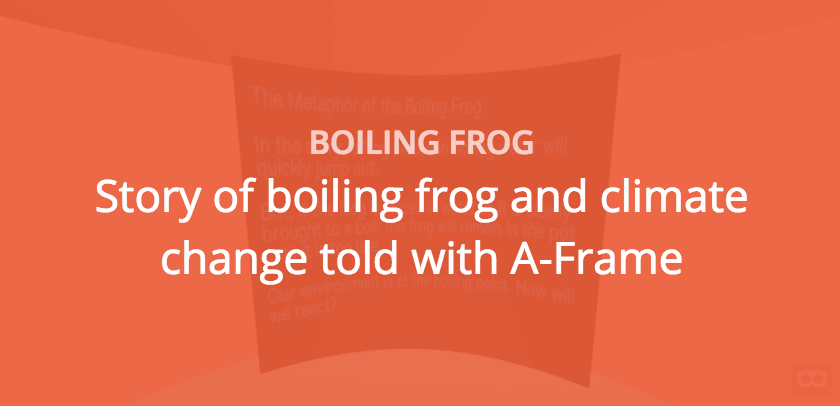 BOILING FROG
Story of boiling frog and climate
change told with A-Frame
The Metaphor of the Boiling Frog
In the will
quickly jump out.
brought to a boil, the frog will remain in the pot
Our environment is at the boiling point. How will
we react?